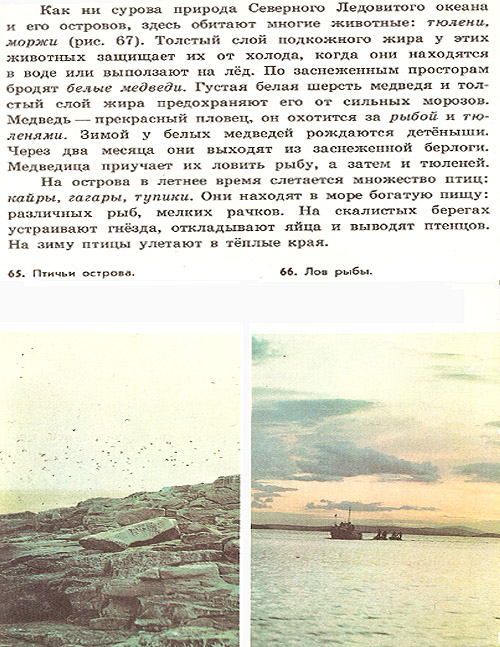 Как ни сурова природа Северного Ледовитого океана
и его островов, здесь обитают многие животные: тюлени,
моржи (рис. 67). Толстый слой подкожного жира у этих
животных защищает их от холода, когда они находятся
в воде или выползают на лёд. По заснеженным просторам
бродят белые медведи. Густая белая шерсть медведя и тол-
стый слой жира предохраняют его от сильных морозов.
Медведь — прекрасный пловец, он охотится за рыбой и тю-
ленями. Зимой у белых медведей рождаются детёныши.
Через два месяца они выходят из заснеженной берлоги.
Медведица приучает их ловить рыбу, а затем и тюленей.
На острова в летнее время слетается множество птиц:
кайры, гагары, тупики. Они находят в море богатую пищу:
различных рыб, мелких рачков. На скалистых берегах
устраивают гнёзда, откладывают яйца и выводят птенцов.
На зиму птицы улетают в тёплые края.
65. Птичьи острова.
66. Лов рыбы.